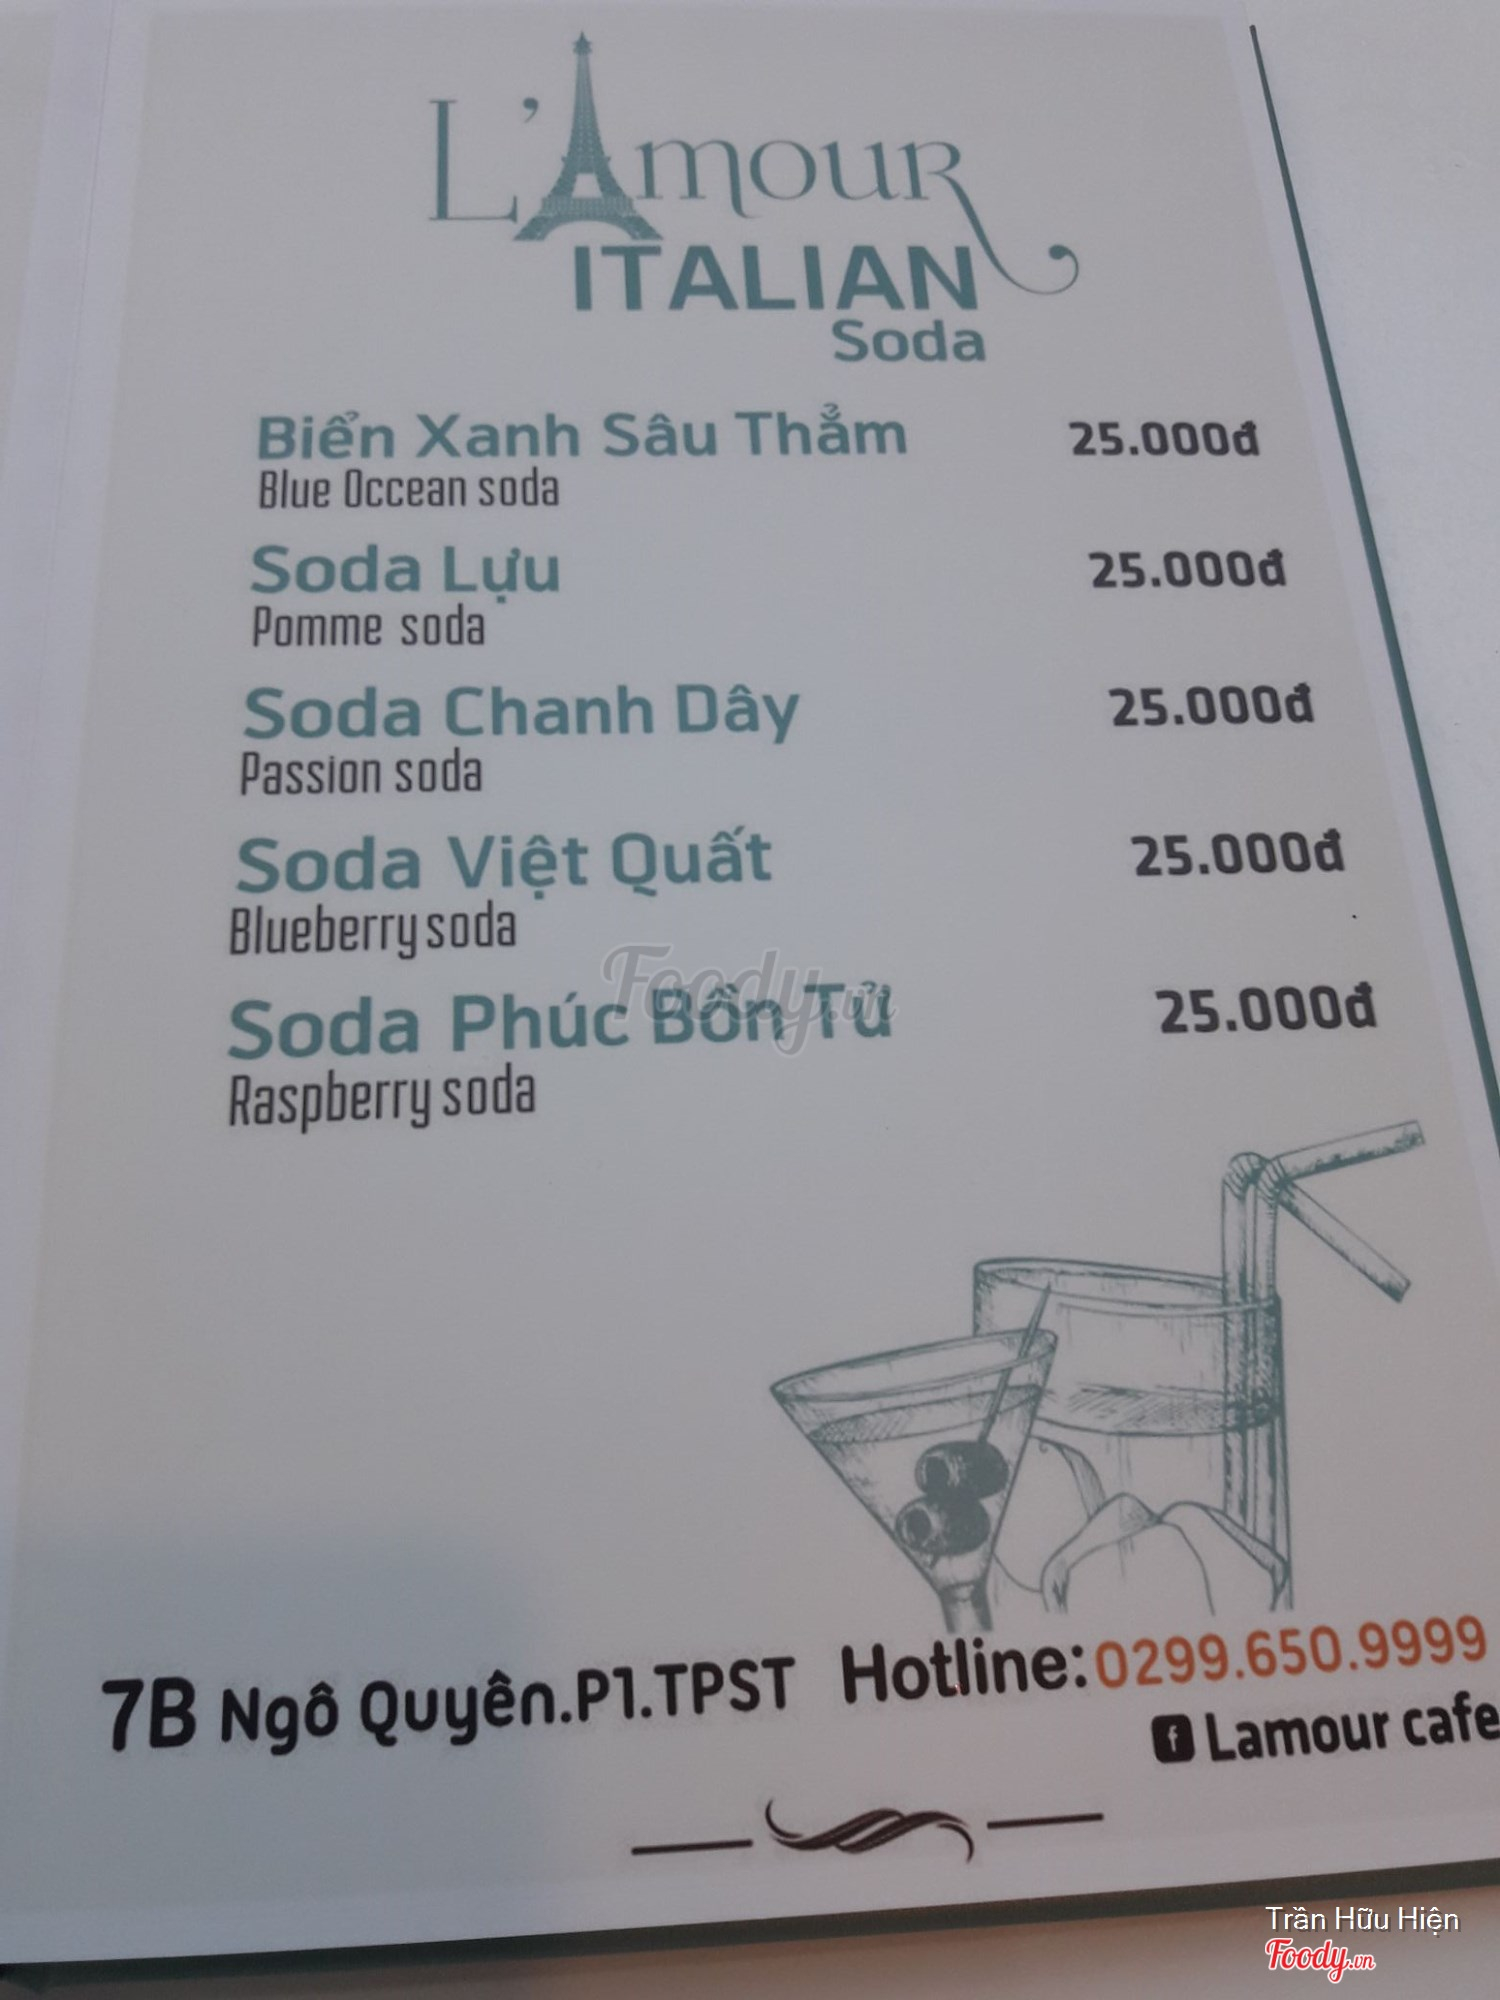 L'Amour
ITALIAN
Soda
Biển Xanh Sâu Thẳm 25.000đ
Blue Occean soda
Soda Lựu 25.000đ
Pomme soda
Soda Chanh Dây 25.000đ
Passion soda
Soda Việt Quất 25.000đ
Blueberry soda
Foody.vn
Soda Phúc Bồn Tử 25.000đ
Raspberry soda
7B Ngô Quyên.P1.TPST Hotline:0299.650.9999
f Lamour cafe
Trần Hữu Hiện
Foody.vn